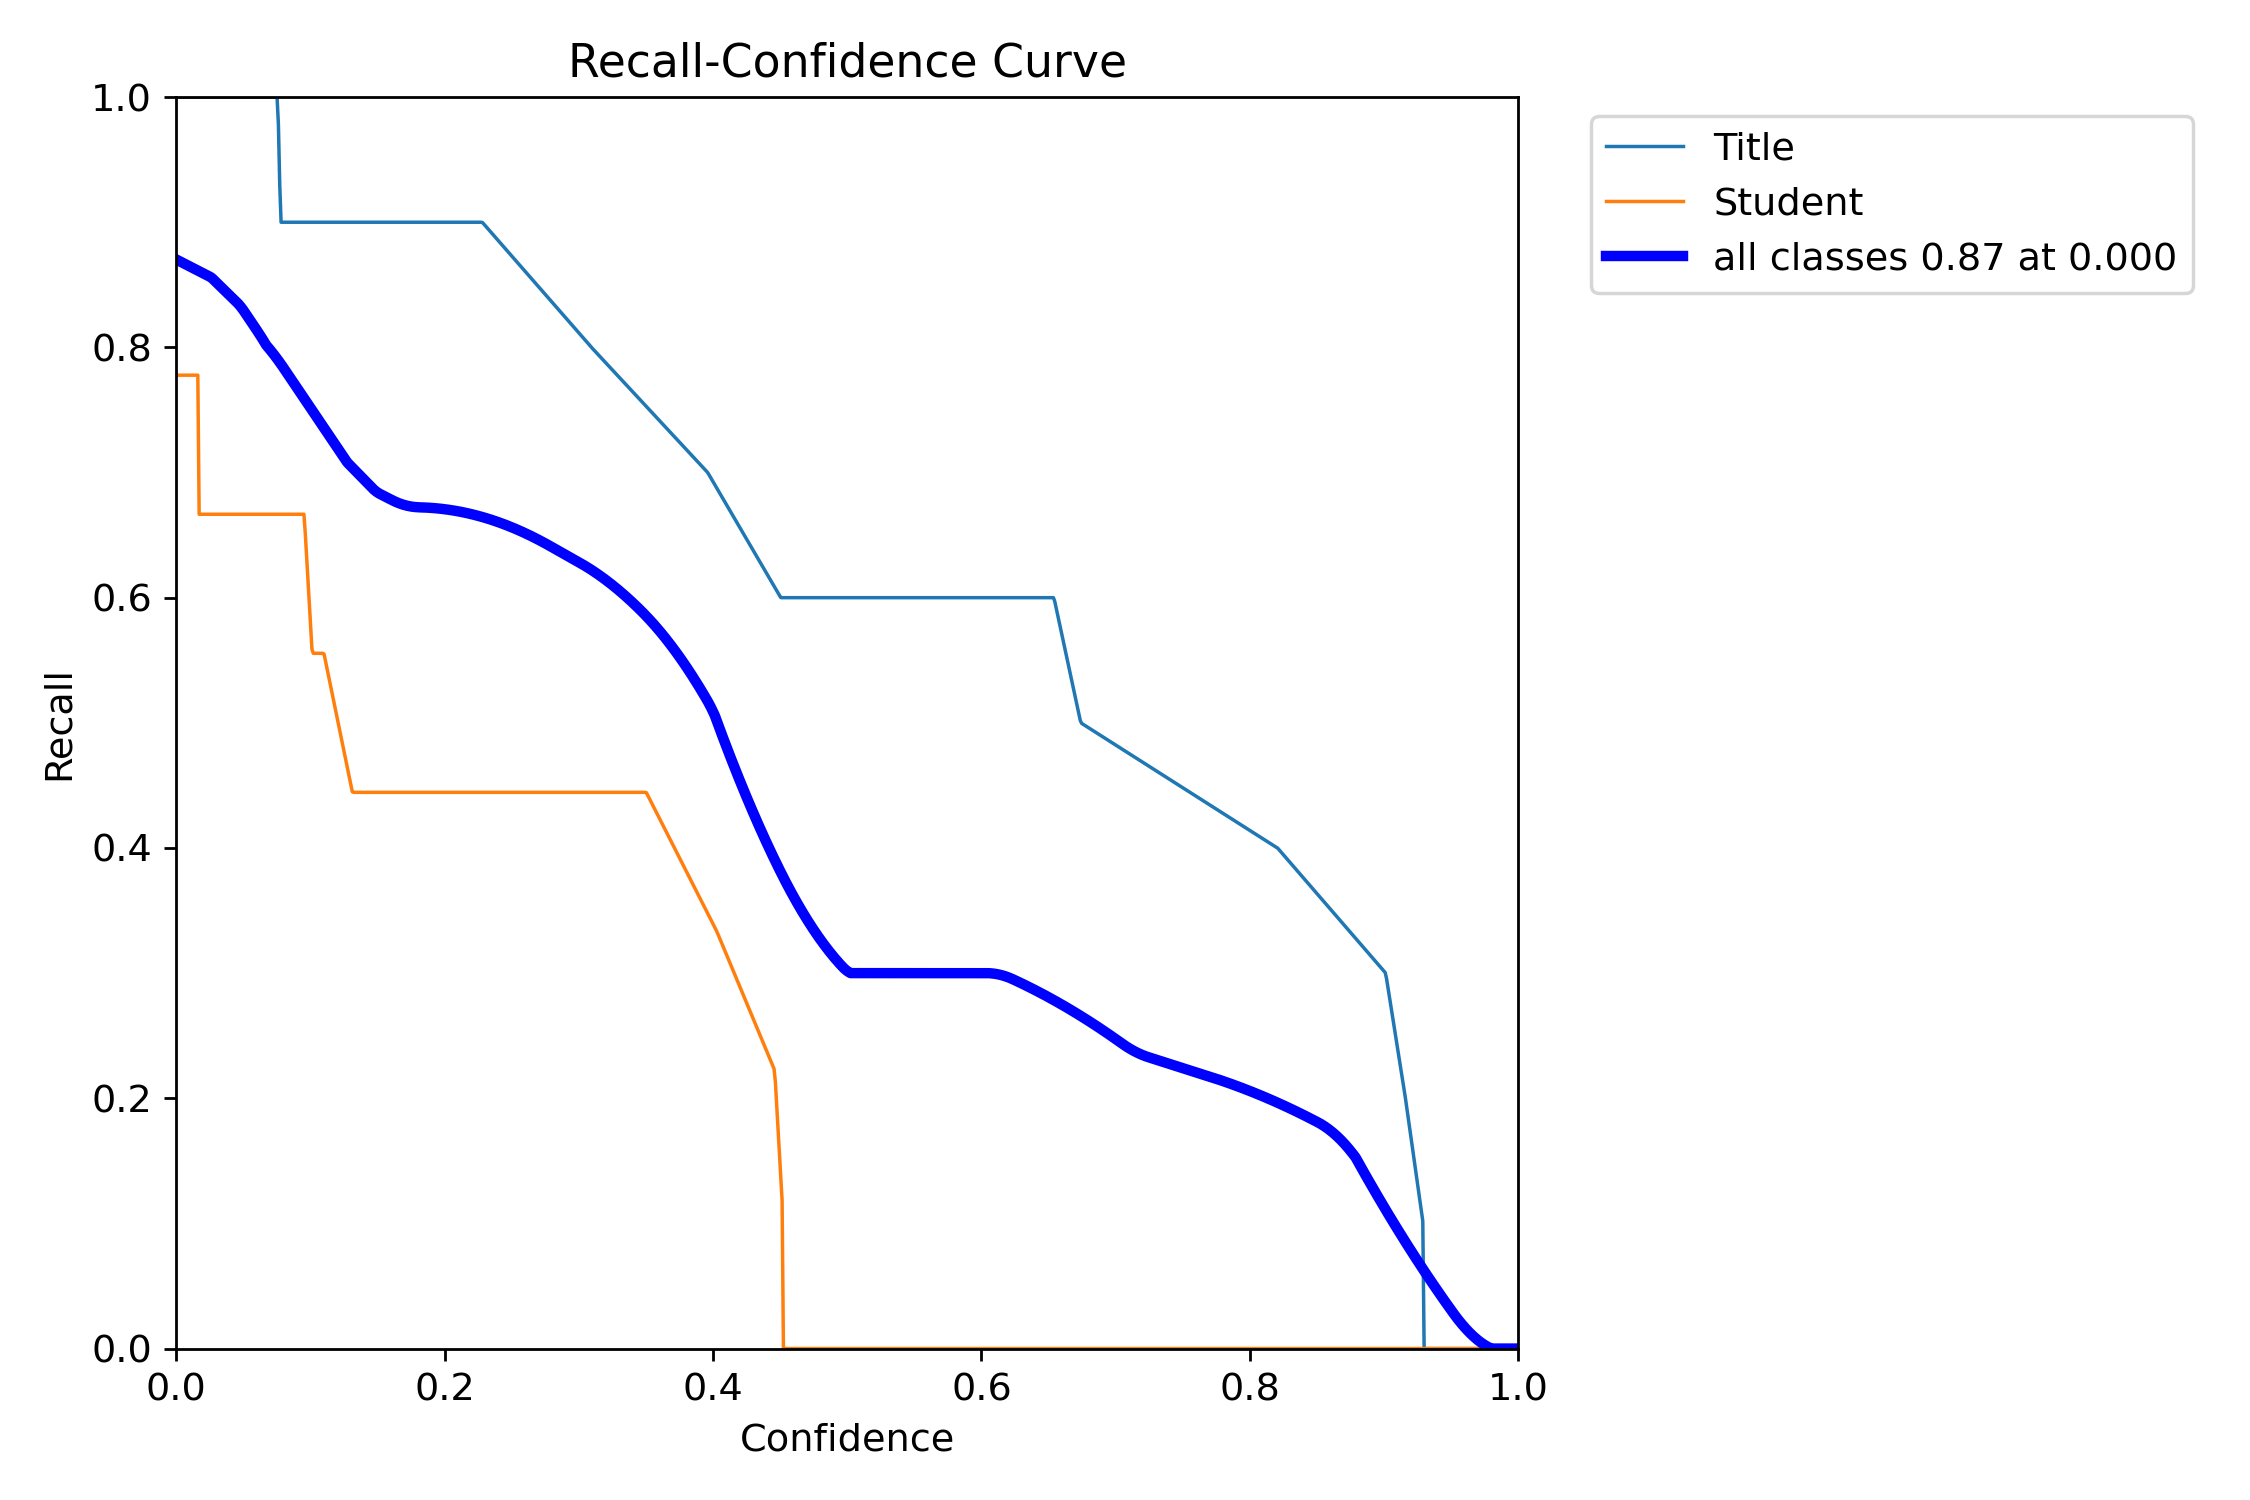 Recall-Confidence Curve
1.0
0.8
0.6
0.4
0.2
0.0
Recall
0.0 0.2 0.4 0.6 0.8 1.0
Confidence
Title
Student
all classes 0.87 at 0.000